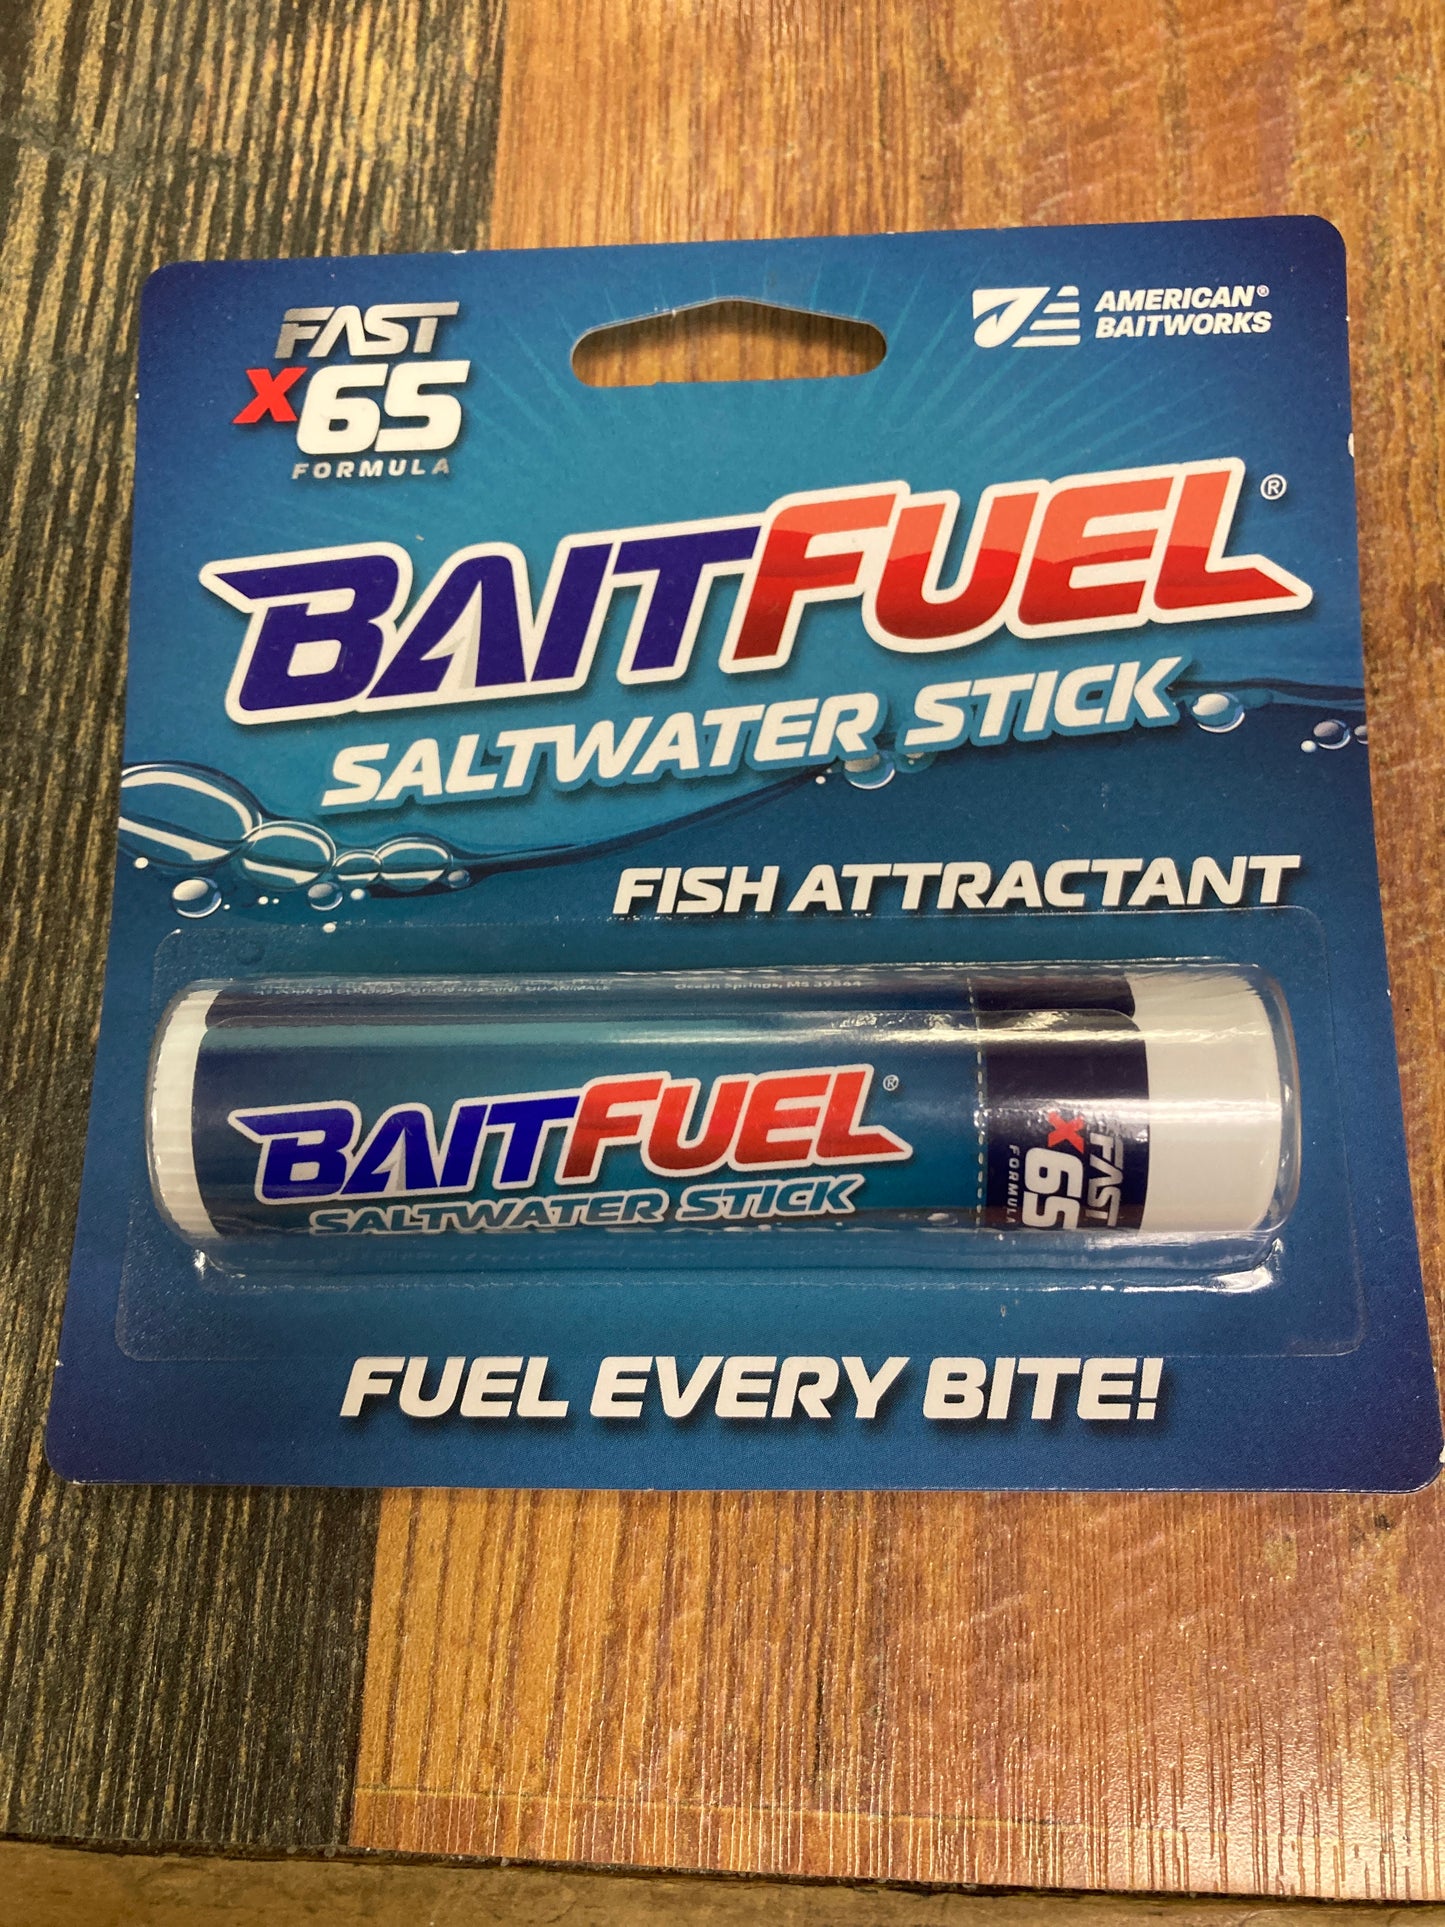 FAST
x65
FORMULA
AMERICAN®
BAITWORKS
BAITFUEL®
SALTWATER STICK
FISH ATTRACTANT
Ocean Springs, MS 39564
BAITFUEL®
SALTWATER STICK
FAST
x65
FORMULA
FUEL EVERY BITE!